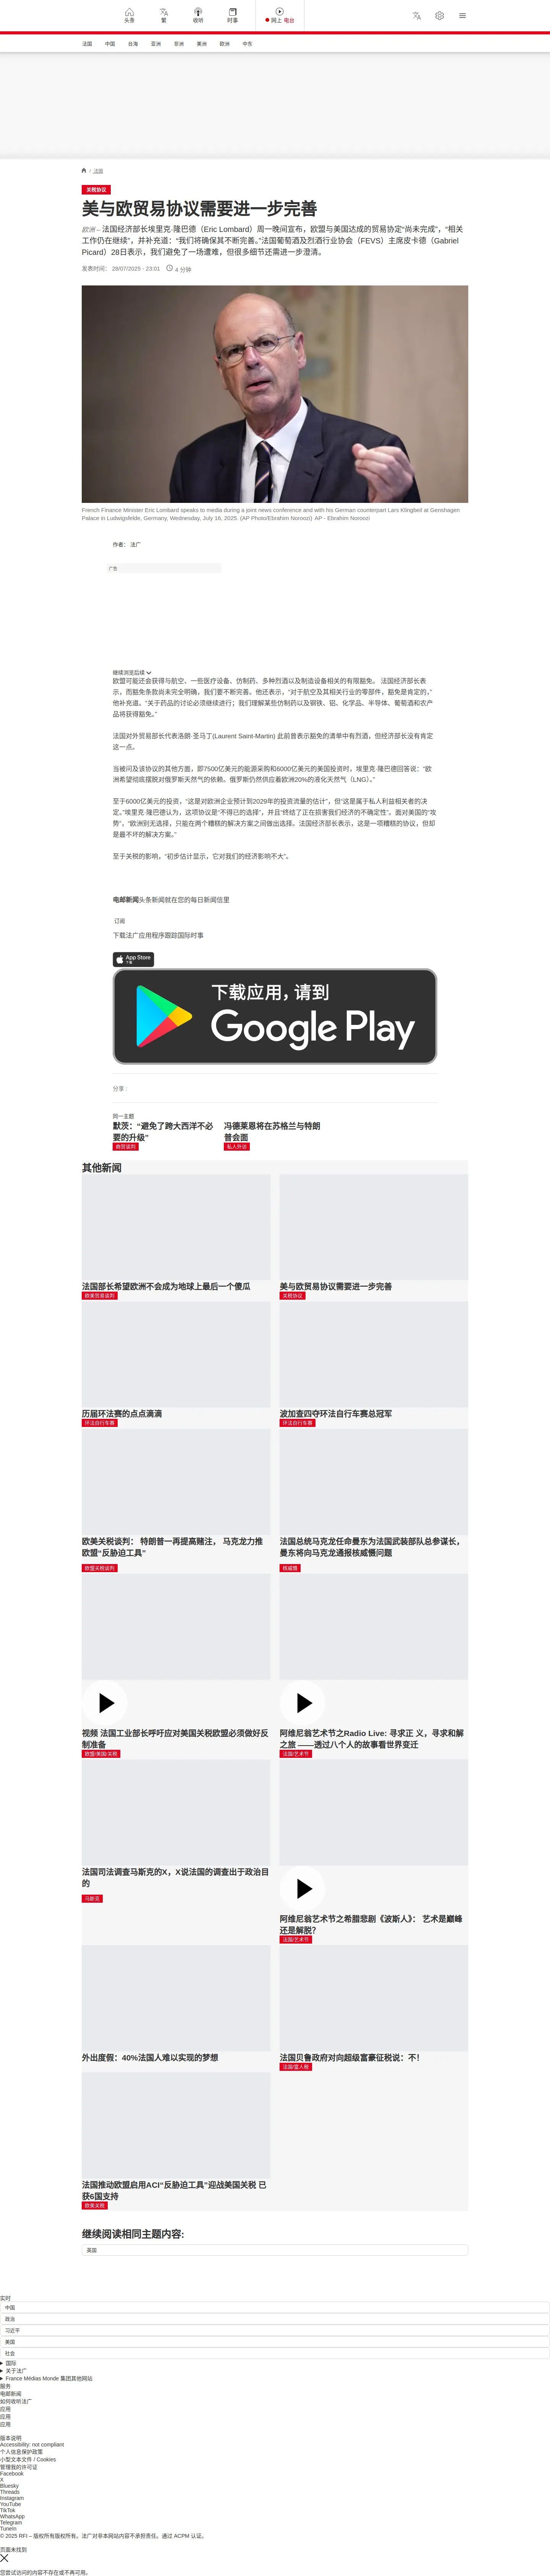 头条
繁
收听
时事
网上 电台
法国
中国
台海
亚洲
非洲
美洲
欧洲
中东
/ 法国
关税协议
美与欧贸易协议需要进一步完善
欧洲 – 法国经济部长埃里克·隆巴德（Eric Lombard）周一晚间宣布，欧盟与美国达成的贸易协定“尚未完成”，“相关
工作仍在继续”，并补充道：“我们将确保其不断完善。”法国葡萄酒及烈酒行业协会（FEVS）主席皮卡德（Gabriel
Picard）28日表示，我们避免了一场遭难，但很多细节还需进一步澄清。
发表时间： 28/07/2025 - 23:01
4 分钟
French Finance Minister Eric Lombard speaks to media during a joint news conference and with his German counterpart Lars Klingbeil at Genshagen
Palace in Ludwigsfelde, Germany, Wednesday, July 16, 2025. (AP Photo/Ebrahim Noroozi) AP - Ebrahim Noroozi
作者： 法广
广告
继续浏览后续
欧盟可能还会获得与航空、一些医疗设备、仿制药、多种烈酒以及制造设备相关的有限豁免。 法国经济部长表
示，而豁免条款尚未完全明确，我们要不断完善。他还表示，“对于航空及其相关行业的零部件，豁免是肯定的，”
他补充道。“关于药品的讨论必须继续进行；我们理解某些仿制药以及钢铁、铝、化学品、半导体、葡萄酒和农产
品将获得豁免。”
法国对外贸易部长代表洛朗·圣马丁(Laurent Saint-Martin) 此前曾表示豁免的清单中有烈酒，但经济部长没有肯定
这一点。
当被问及该协议的其他方面，即7500亿美元的能源采购和6000亿美元的美国投资时，埃里克·隆巴德回答说：“欧
洲希望彻底摆脱对俄罗斯天然气的依赖。俄罗斯仍然供应着欧洲20%的液化天然气（LNG）。”
至于6000亿美元的投资，“这是对欧洲企业预计到2029年的投资流量的估计”，但“这是属于私人利益相关者的决
定。”埃里克·隆巴德认为，这项协议是“不得已的选择”，并且“终结了正在损害我们经济的不确定性”。面对美国的“攻
势”，“欧洲别无选择，只能在两个糟糕的解决方案之间做出选择。法国经济部长表示，这是一项糟糕的协议，但却
是最不坏的解决方案。”
至于关税的影响，“初步估计显示，它对我们的经济影响不大”。
电邮新闻头条新闻就在您的每日新闻信里
订阅
下载法广应用程序跟踪国际时事
App Store
下载
下载应用，请到
Google Play
分享 :
同一主题
默茨：“避免了跨大西洋不必
要的升级”
政贸谈判
冯德莱恩将在苏格兰与特朗
普会面
私人外访
其他新闻
法国部长希望欧洲不会成为地球上最后一个傻瓜
欧美贸易谈判
美与欧贸易协议需要进一步完善
关税协议
历届环法赛的点点滴滴
环法自行车赛
波加查四夺环法自行车赛总冠军
环法自行车赛
欧美关税谈判： 特朗普一再提高赌注， 马克龙力推
欧盟“反胁迫工具”
欧盟关税谈判
法国总统马克龙任命曼东为法国武装部队总参谋长，
曼东将向马克龙通报核威慑问题
核威慑
视频 法国工业部长呼吁应对美国关税欧盟必须做好反
制准备
欧盟/美国/关税
阿维尼翁艺术节之Radio Live: 寻求正 义，寻求和解
之旅 ——透过八个人的故事看世界变迁
法国/艺术节
法国司法调查马斯克的X，X说法国的调查出于政治目
的
马斯克
阿维尼翁艺术节之希腊悲剧《波斯人》： 艺术是巅峰
还是解脱？
法国/艺术节
外出度假：40%法国人难以实现的梦想
法国贝鲁政府对向超级富豪征税说：不！
法国/富人税
法国推动欧盟启用ACI“反胁迫工具”迎战美国关税 已
获6国支持
欧美关税
继续阅读相同主题内容:
英国
实时
中国
政治
习近平
美国
社会
国际
关于法广
France Médias Monde 集团其他网站
服务
电邮新闻
如何收听法广
应用
应用
应用
版本说明
Accessibility: not compliant
个人信息保护政策
小型文本文件 / Cookies
管理我的许可证
Facebook
X
Bluesky
Threads
Instagram
YouTube
TikTok
WhatsApp
Telegram
TuneIn
© 2025 RFI – 版权所有版权所有。法广对非本网站内容不承担责任。通过 ACPM 认证。
页面未找到
您尝试访问的内容不存在或不再可用。